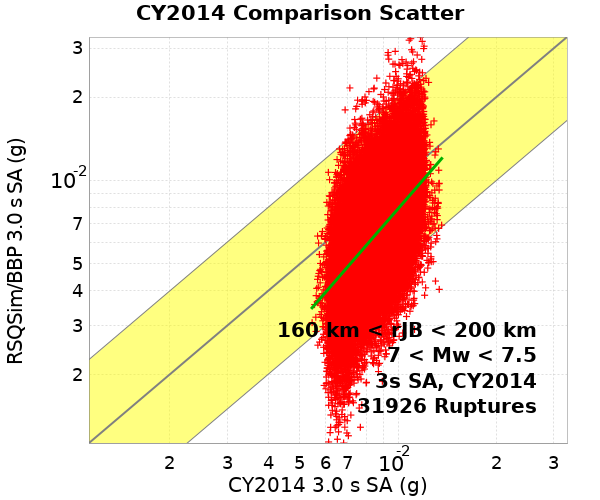 CY2014 Comparison Scatter
RSQSim/BBP 3.0 s SA (g)
3
2
10-2
7
5
4
3
2
160 km < rJB < 200 km
7 < Mw < 7.5
3s SA, CY2014
31926 Ruptures
2 3 4 5 6 7 10-2 2 3
CY2014 3.0 s SA (g)